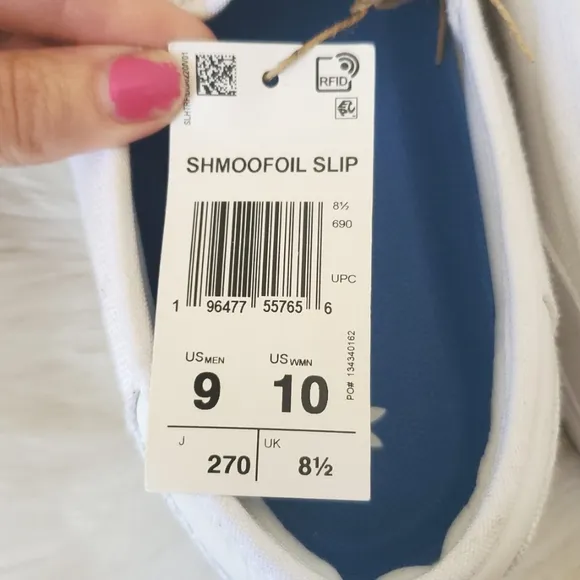 RFID
SHMOOFOIL SLIP
8½
690
UPC
1 96477 55765 6
US MEN 9
US WMN 10
PO# 134340162
J 270
UK 8½